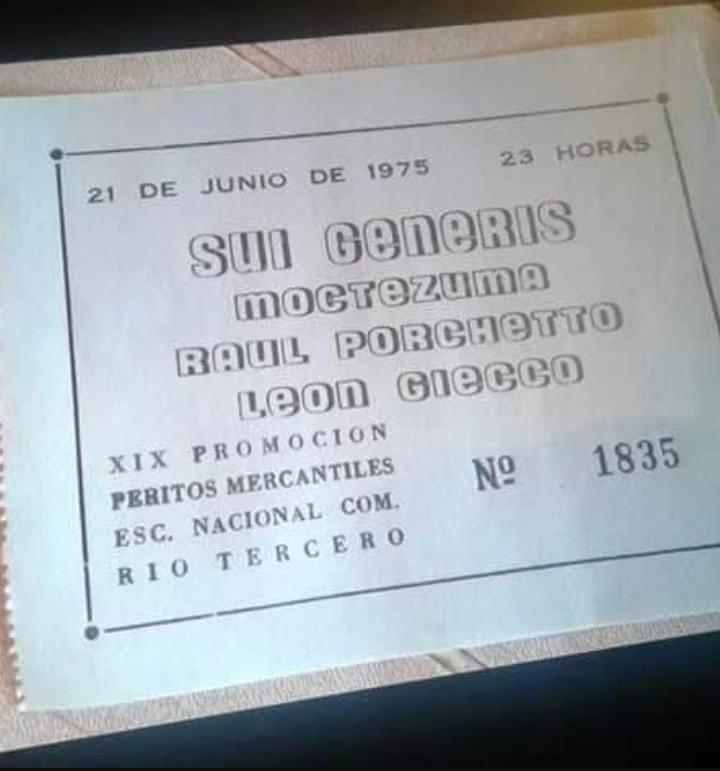 21 DE JUNIO DE 1975 23 HORAS
SUI GENERIS
MOCTEZUMA
RAUL PORCHETTO
LEON GIECCO
XIX PROMOCION
PERITOS MERCANTILES
ESC. NACIONAL COM.
RIO TERCERO
Nº 1835